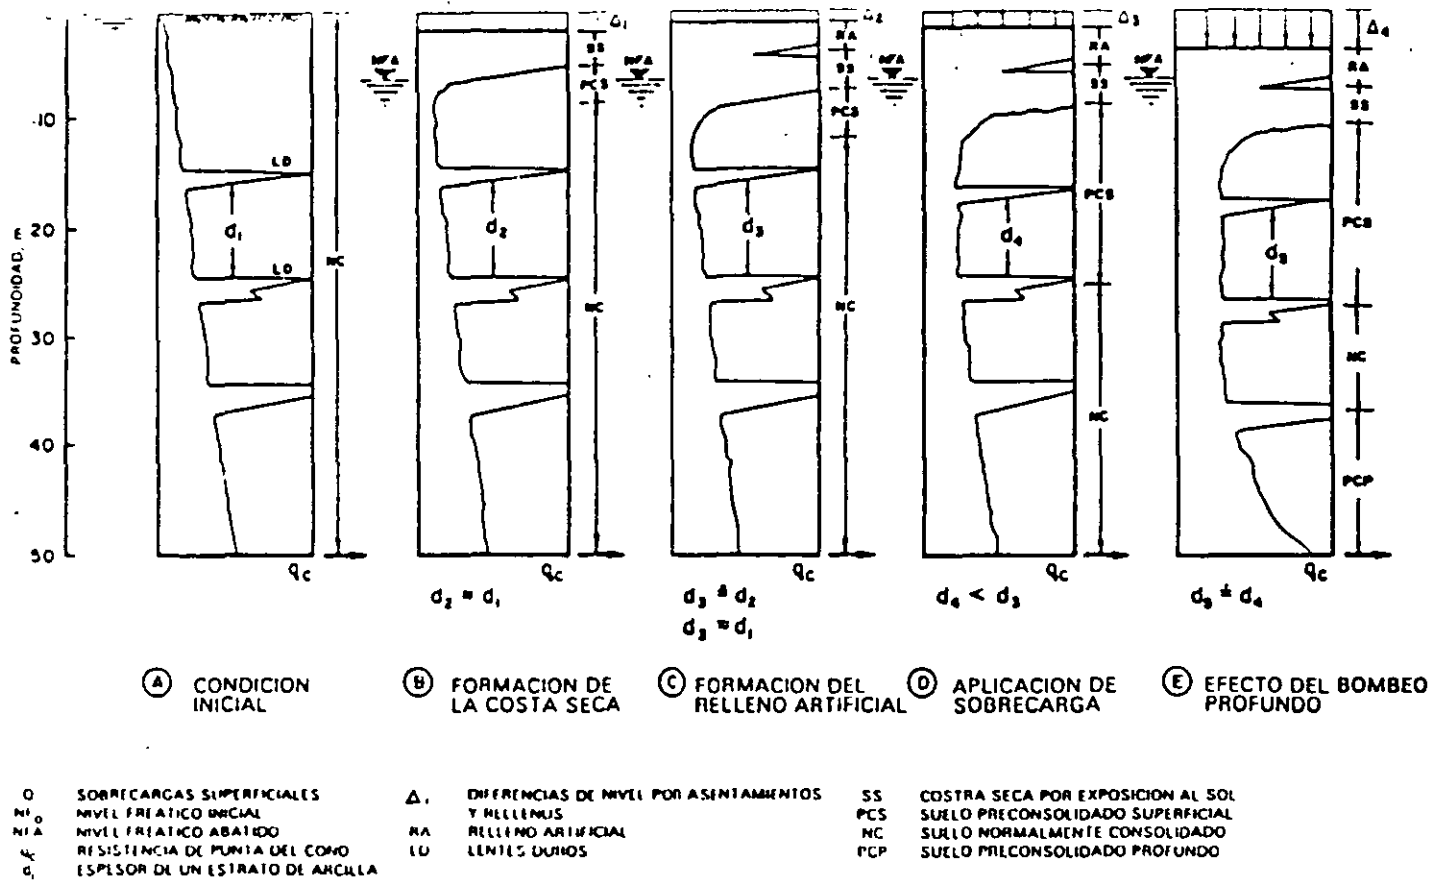 Δ₁
Δ₂
Δ₃
Δ₄
SS
RA
RA
RA
NFA
NFA
NFA
NFA
PCS
SS
SS
SS
PCS
10
LD
20
d₁
d₂
d₃
d₄
d₅
PCS
PCS
PROFUNDIDAD, m
LD
NC
NC
NC
30
NC
40
NC
PCP
50
qc
qc
qc
qc
d₂ ≈ d₁
d₃ ≐ d₂
d₃ ≈ d₁
d₄ < d₃
d₅ ≐ d₄
A CONDICION INICIAL
B FORMACION DE LA COSTA SECA
C FORMACION DEL RELLENO ARTIFICIAL
D APLICACION DE SOBRECARGA
E EFECTO DEL BOMBEO PROFUNDO
Q SOBRECARGAS SUPERFICIALES
NF₀ NIVEL FREATICO INICIAL
NFA NIVEL FREATICO ABATIDO
qc RESISTENCIA DE PUNTA DEL CONO
dᵢ ESPESOR DE UN ESTRATO DE ARCILLA
Δᵢ DIFERENCIAS DE NIVEL POR ASENTAMIENTOS
Y RELLENOS
RA RELLENO ARTIFICIAL
LD LENTES DUROS
SS COSTRA SECA POR EXPOSICION AL SOL
PCS SUELO PRECONSOLIDADO SUPERFICIAL
NC SUELO NORMALMENTE CONSOLIDADO
PCP SUELO PRECONSOLIDADO PROFUNDO